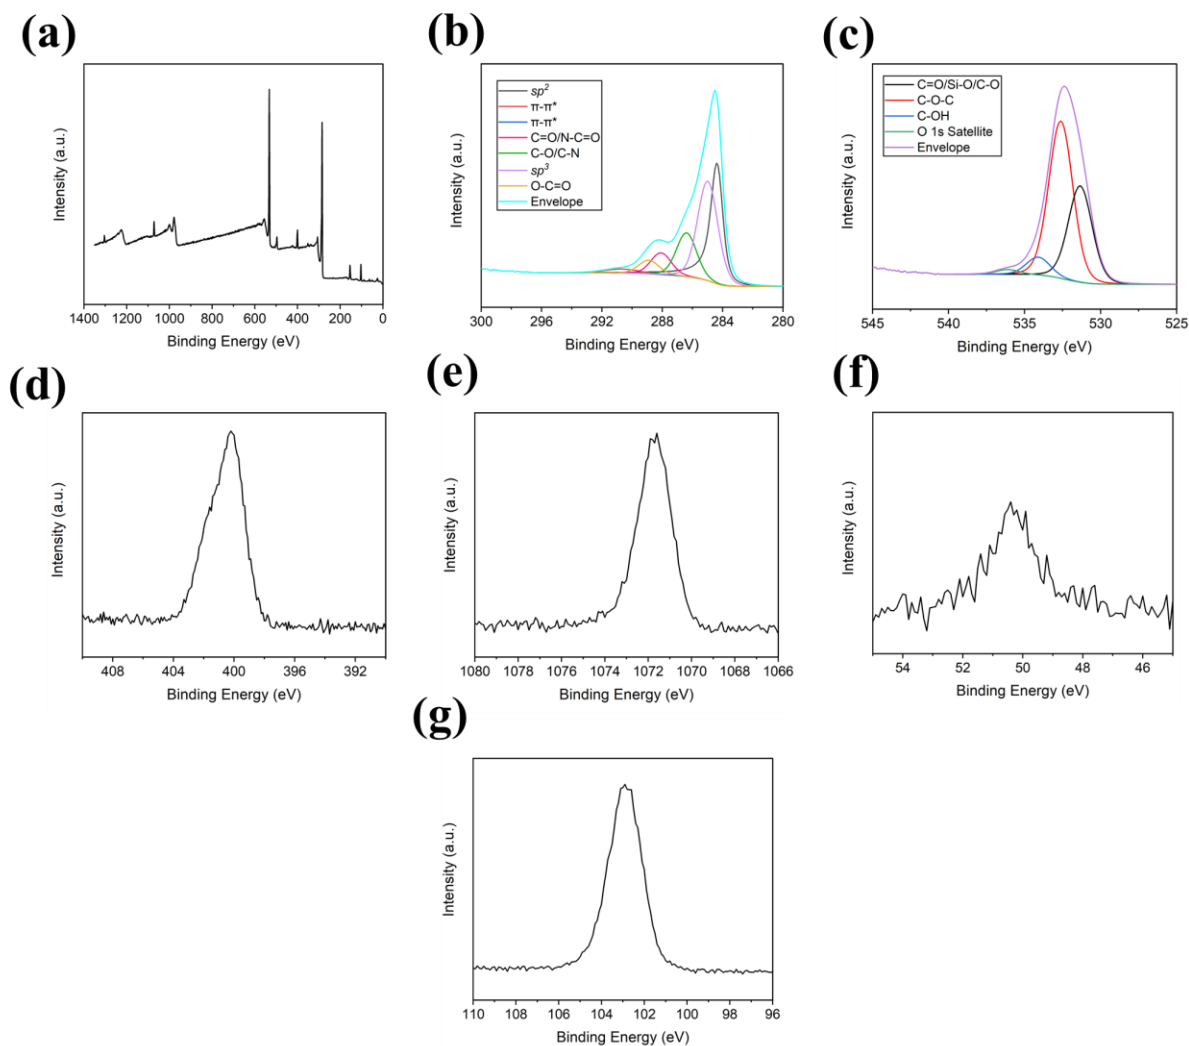 (a)
Intensity (a.u.)
1400 1200 1000 800 600 400 200 0
Binding Energy (eV)
(b)
Intensity (a.u.)
sp²
π-π*
π-π*
C=O/N-C=O
C-O/C-N
sp³
O-C=O
Envelope
300 296 292 288 284 280
Binding Energy (eV)
(c)
Intensity (a.u.)
C=O/Si-O/C-O
C-O-C
C-OH
O 1s Satellite
Envelope
545 540 535 530 525
Binding Energy (eV)
(d)
Intensity (a.u.)
408 404 400 396 392
Binding Energy (eV)
(e)
Intensity (a.u.)
1080 1078 1076 1074 1072 1070 1068 1066
Binding Energy (eV)
(f)
Intensity (a.u.)
54 52 50 48 46
Binding Energy (eV)
(g)
Intensity (a.u.)
110 108 106 104 102 100 98 96
Binding Energy (eV)